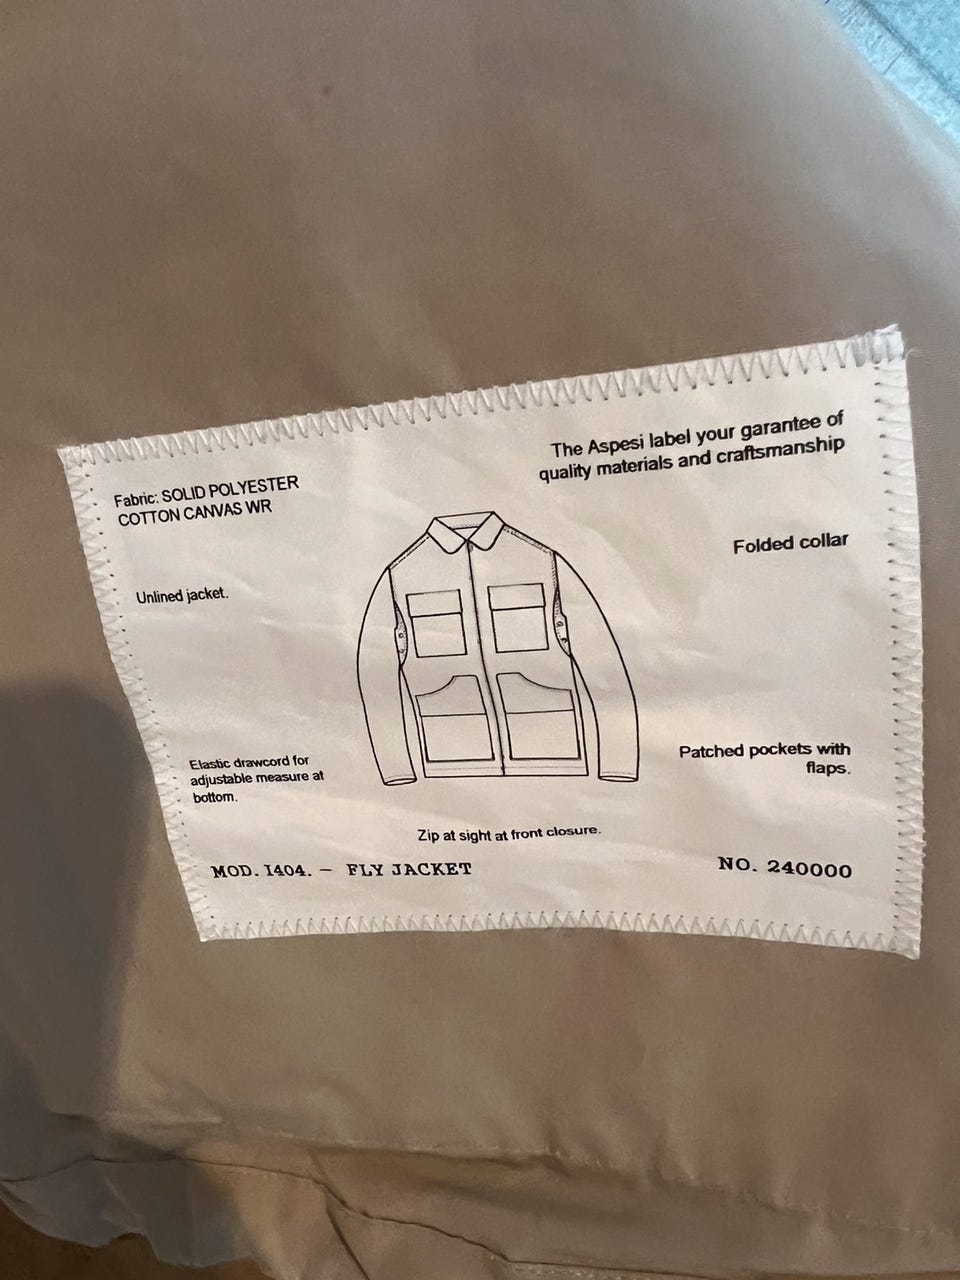 The Aspesi label your garantee of
quality materials and craftsmanship
Fabric: SOLID POLYESTER
COTTON CANVAS WR
Folded collar
Unlined jacket.
Elastic drawcord for
adjustable measure at
bottom.
Patched pockets with
flaps.
Zip at sight at front closure.
MOD. I404. – FLY JACKET
NO. 240000